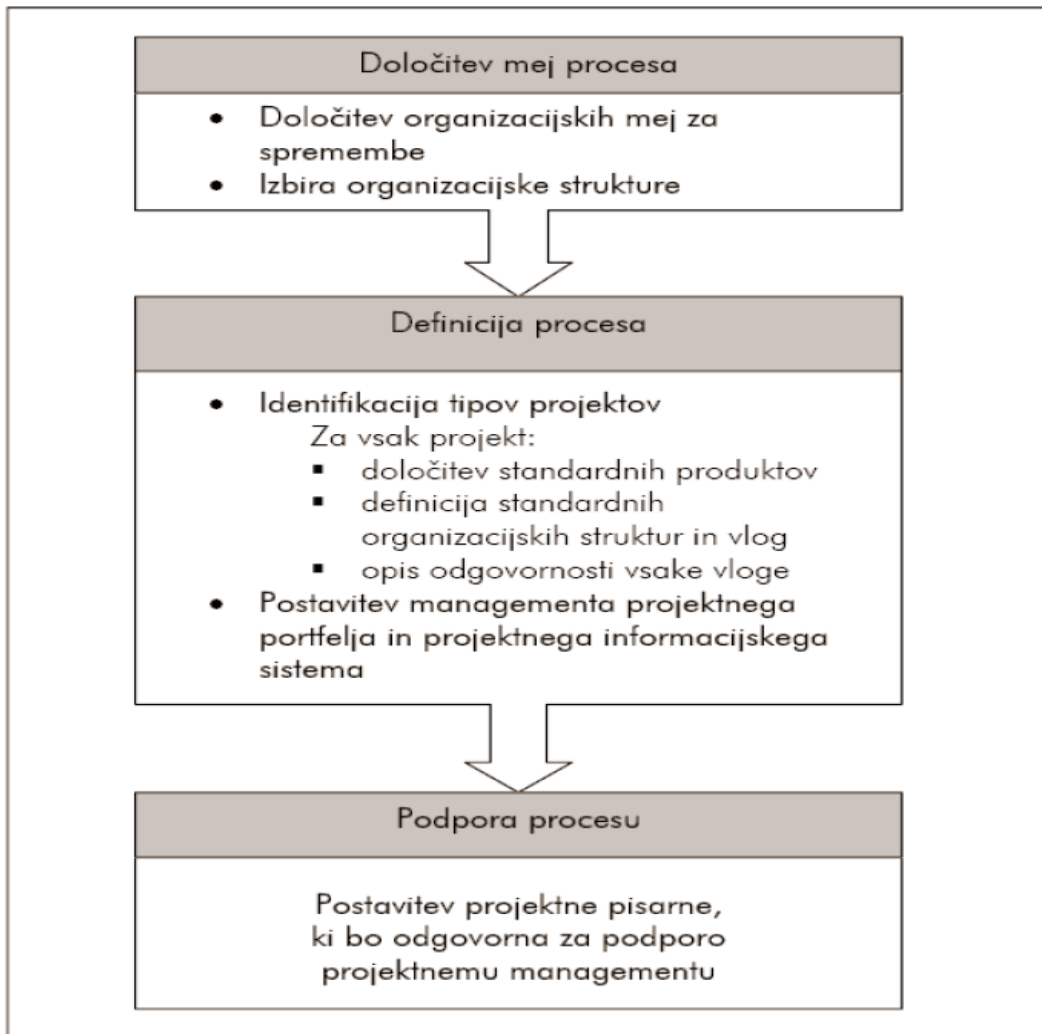 Določitev mej procesa
• Določitev organizacijskih mej za
spremembe
• Izbira organizacijske strukture
Definicija procesa
• Identifikacija tipov projektov
Za vsak projekt:
▪ določitev standardnih produktov
▪ definicija standardnih
organizacijskih struktur in vlog
▪ opis odgovornosti vsake vloge
• Postavitev managementa projektnega
portfelja in projektnega informacijskega
sistema
Podpora procesu
Postavitev projektne pisarne,
ki bo odgovorna za podporo
projektnemu managementu